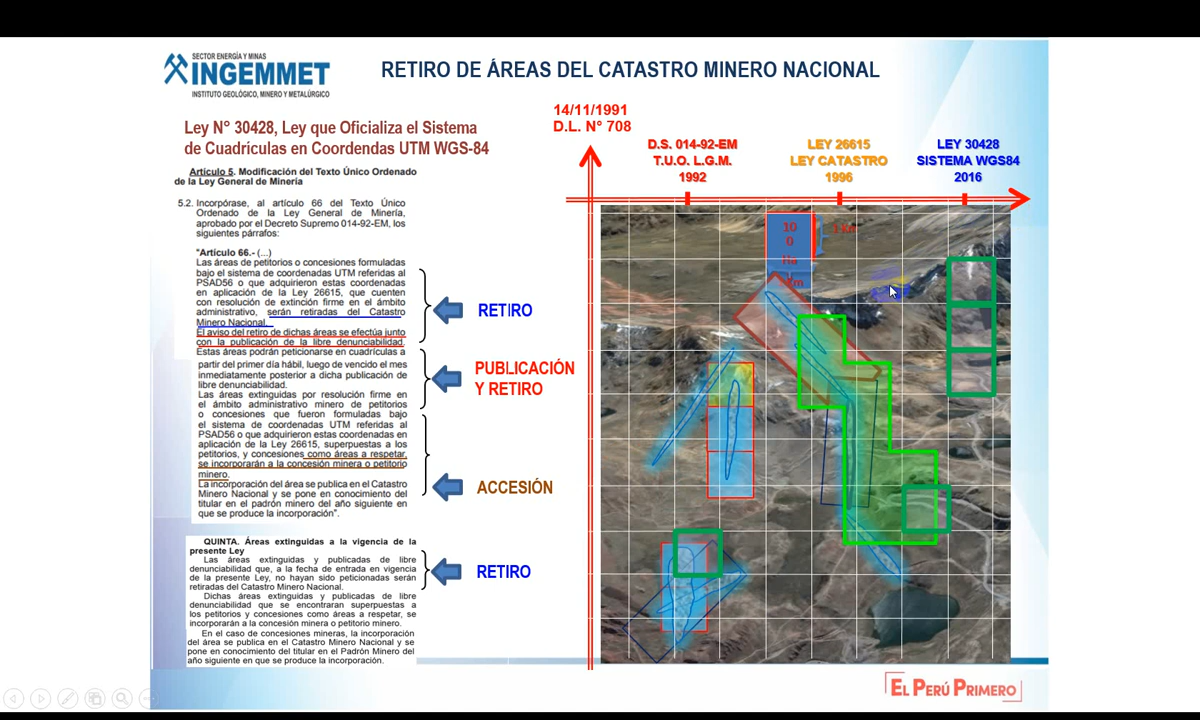 SECTOR ENERGÍA Y MINAS
INGEMMET
INSTITUTO GEOLÓGICO, MINERO Y METALÚRGICO
RETIRO DE ÁREAS DEL CATASTRO MINERO NACIONAL
Ley N° 30428, Ley que Oficializa el Sistema
de Cuadrículas en Coordendas UTM WGS-84
Artículo 5. Modificación del Texto Único Ordenado
de la Ley General de Minería
5.2. Incorpórase, al artículo 66 del Texto Único
Ordenado de la Ley General de Minería,
aprobado por el Decreto Supremo 014-92-EM, los
siguientes párrafos:
"Artículo 66.- (...)
Las áreas de petitorios o concesiones formuladas
bajo el sistema de coordenadas UTM referidas al
PSAD56 o que adquirieron estas coordenadas
en aplicación de la Ley 26615, que cuenten
con resolución de extinción firme en el ámbito
administrativo, serán retiradas del Catastro
Minero Nacional.
El aviso del retiro de dichas áreas se efectúa junto
con la publicación de la libre denunciabilidad.
Estas áreas podrán peticionarse en cuadrículas a
partir del primer día hábil, luego de vencido el mes
inmediatamente posterior a dicha publicación de
libre denunciabilidad.
Las áreas extinguidas por resolución firme en
el ámbito administrativo minero de petitorios
o concesiones que fueron formuladas bajo
el sistema de coordenadas UTM referidas al
PSAD56 o que adquirieron estas coordenadas en
aplicación de la Ley 26615, superpuestas a los
petitorios, y concesiones como áreas a respetar,
se incorporarán a la concesión minera o petitorio
minero.
La incorporación del área se publica en el Catastro
Minero Nacional y se pone en conocimiento del
titular en el padrón minero del año siguiente en
que se produce la incorporación".
QUINTA. Áreas extinguidas a la vigencia de la
presente Ley
Las áreas extinguidas y publicadas de libre
denunciabilidad que, a la fecha de entrada en vigencia
de la presente Ley, no hayan sido peticionadas serán
retiradas del Catastro Minero Nacional.
Dichas áreas extinguidas y publicadas de libre
denunciabilidad que se encontraran superpuestas a
los petitorios y concesiones como áreas a respetar, se
incorporarán a la concesión minera o petitorio minero.
En el caso de concesiones mineras, la incorporación
del área se publica en el Catastro Minero Nacional y se
pone en conocimiento del titular en el Padrón Minero del
año siguiente en que se produce la incorporación.
RETIRO
PUBLICACIÓN
Y RETIRO
ACCESIÓN
RETIRO
14/11/1991
D.L. N° 708
D.S. 014-92-EM
T.U.O. L.G.M.
1992
LEY 26615
LEY CATASTRO
1996
LEY 30428
SISTEMA WGS84
2016
10
0
Ha
Km
EL PERÚ PRIMERO